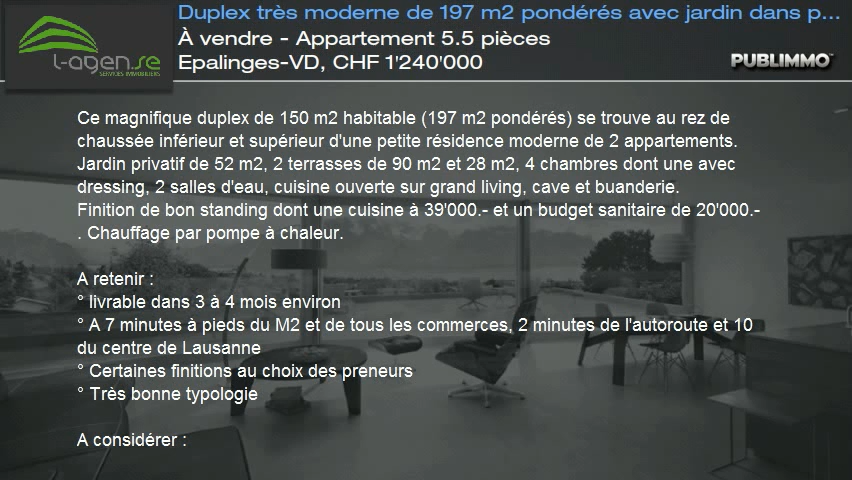 Duplex très moderne de 197 m2 pondérés avec jardin dans p...
À vendre - Appartement 5.5 pièces
Epalinges-VD, CHF 1'240'000
l-agen.se
SERVICES IMMOBILIERS
PUBLIMMO
Ce magnifique duplex de 150 m2 habitable (197 m2 pondérés) se trouve au rez de
chaussée inférieur et supérieur d'une petite résidence moderne de 2 appartements.
Jardin privatif de 52 m2, 2 terrasses de 90 m2 et 28 m2, 4 chambres dont une avec
dressing, 2 salles d'eau, cuisine ouverte sur grand living, cave et buanderie.
Finition de bon standing dont une cuisine à 39'000.- et un budget sanitaire de 20'000.-
. Chauffage par pompe à chaleur.
A retenir :
° livrable dans 3 à 4 mois environ
° A 7 minutes à pieds du M2 et de tous les commerces, 2 minutes de l'autoroute et 10
du centre de Lausanne
° Certaines finitions au choix des preneurs
° Très bonne typologie
A considérer :